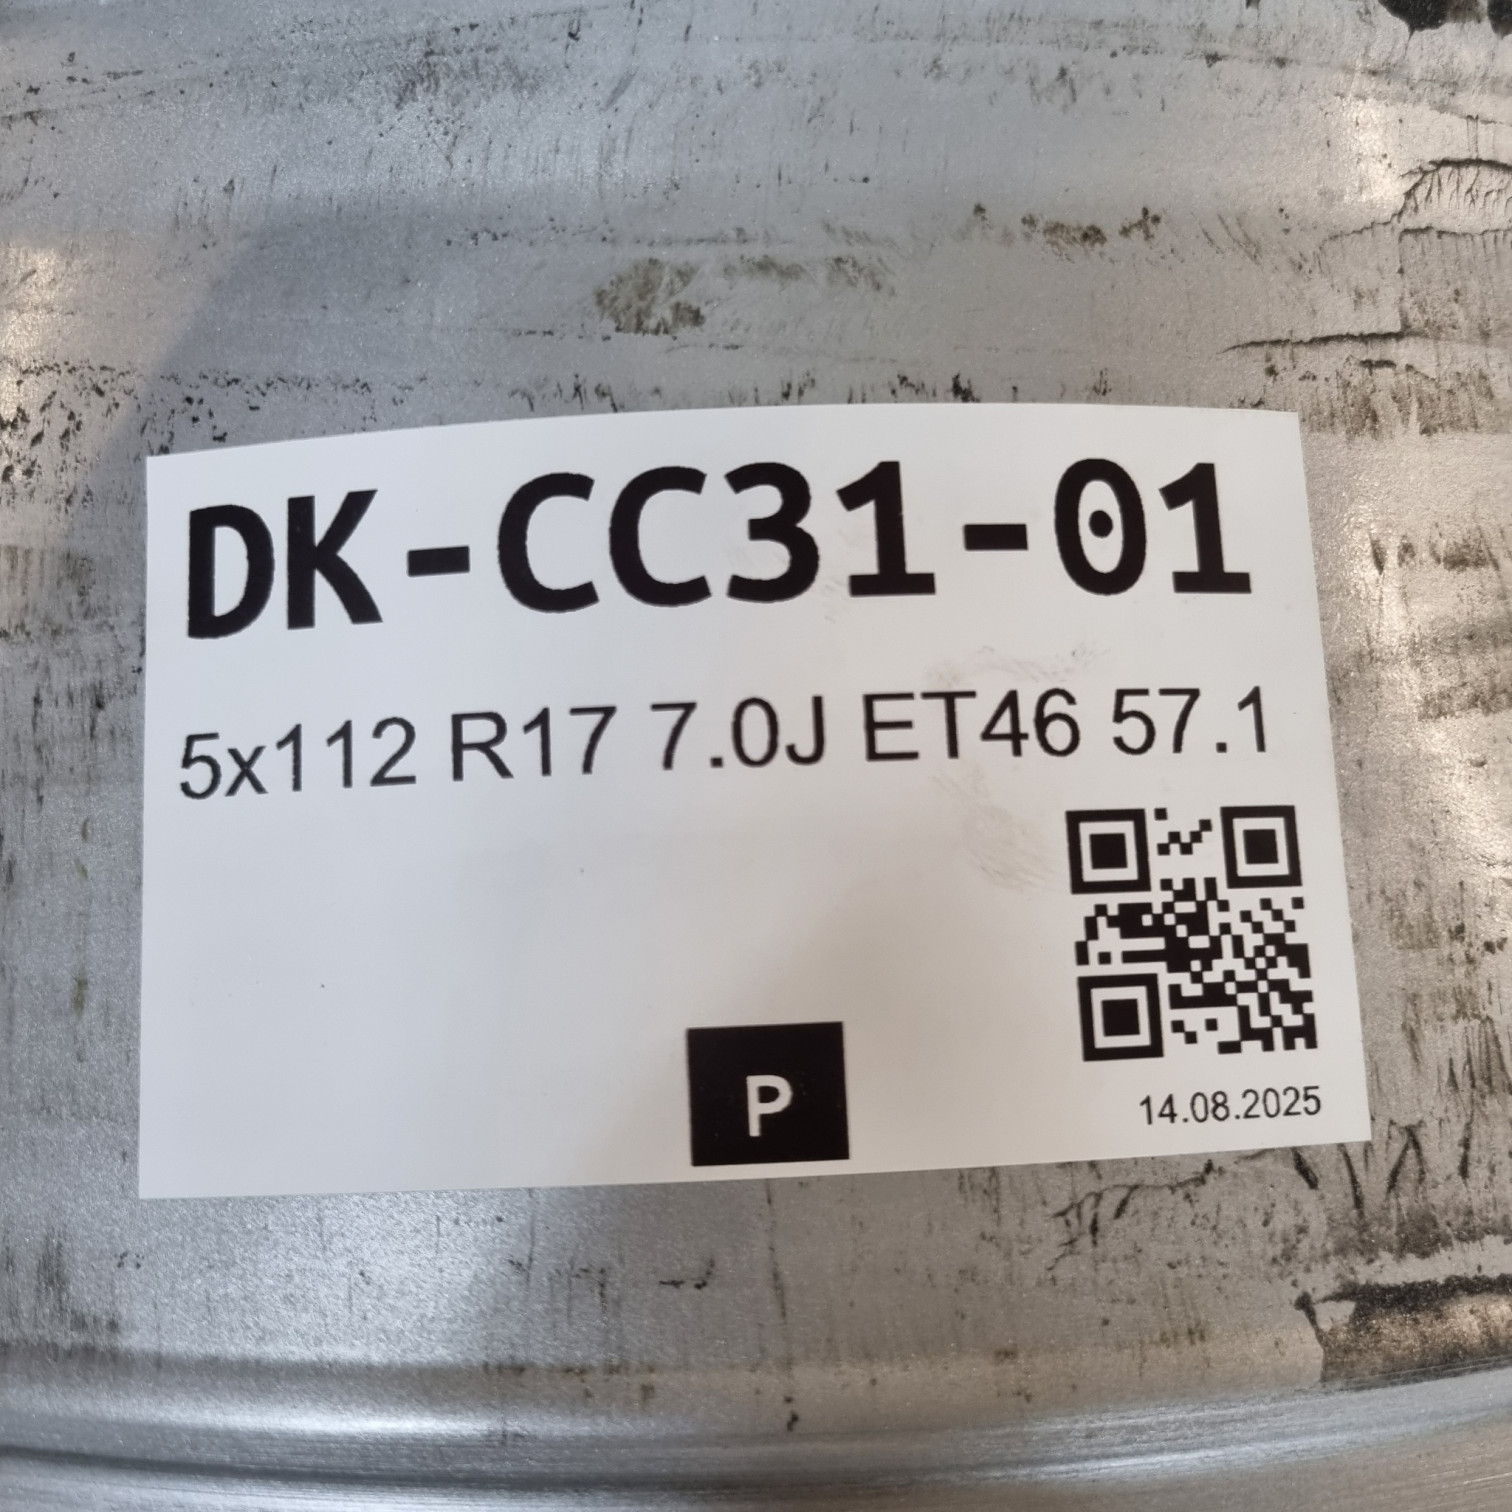 DK-CC31-01
5x112 R17 7.0J ET46 57.1
P
14.08.2025